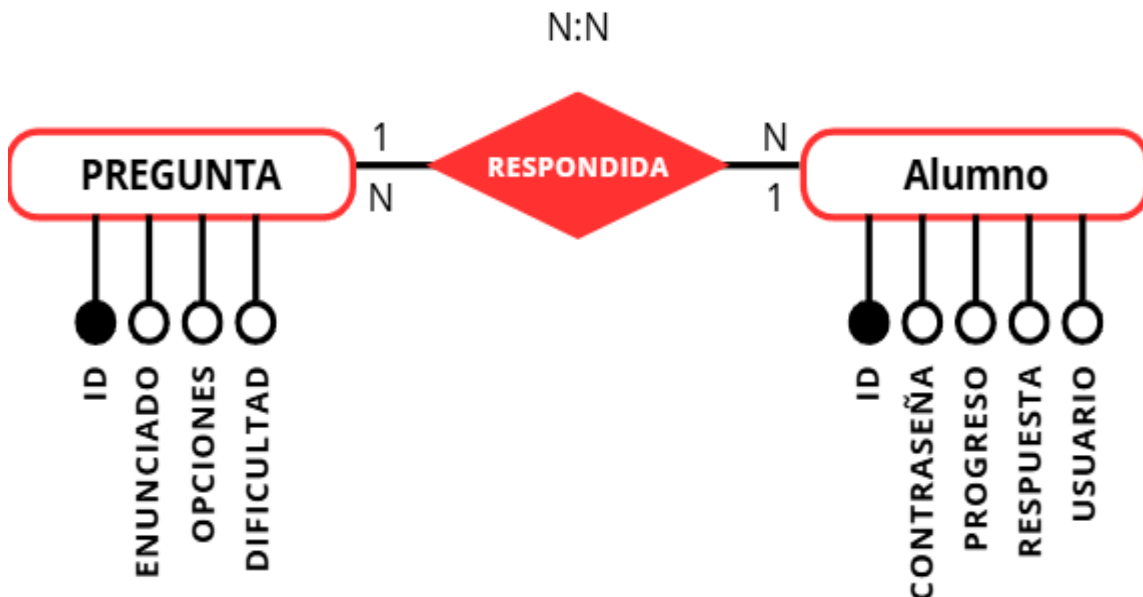 N:N
1
N
PREGUNTA
RESPONDIDA
Alumno
N
1
ID
ENUNCIADO
OPCIONES
DIFICULTAD
ID
CONTRASEÑA
PROGRESO
RESPUESTA
USUARIO